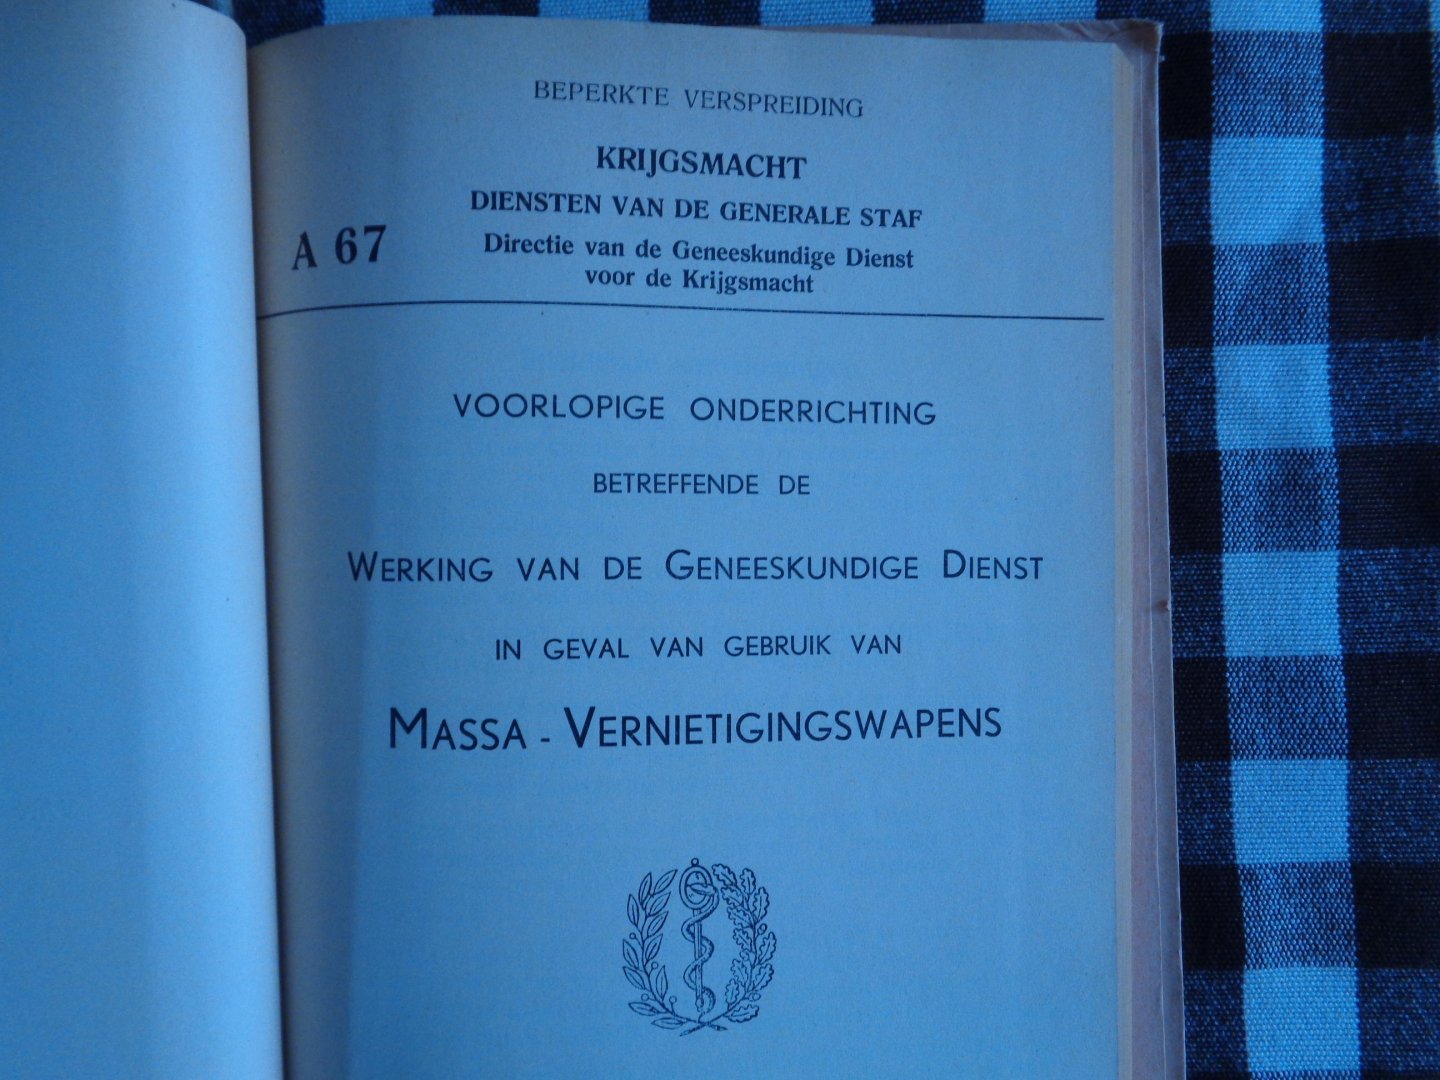 BEPERKTE VERSPREIDING
KRIJGSMACHT
DIENSTEN VAN DE GENERALE STAF
A 67
Directie van de Geneeskundige Dienst
voor de Krijgsmacht
VOORLOPIGE ONDERRICHTING
BETREFFENDE DE
WERKING VAN DE GENEESKUNDIGE DIENST
IN GEVAL VAN GEBRUIK VAN
MASSA - VERNIETIGINGSWAPENS